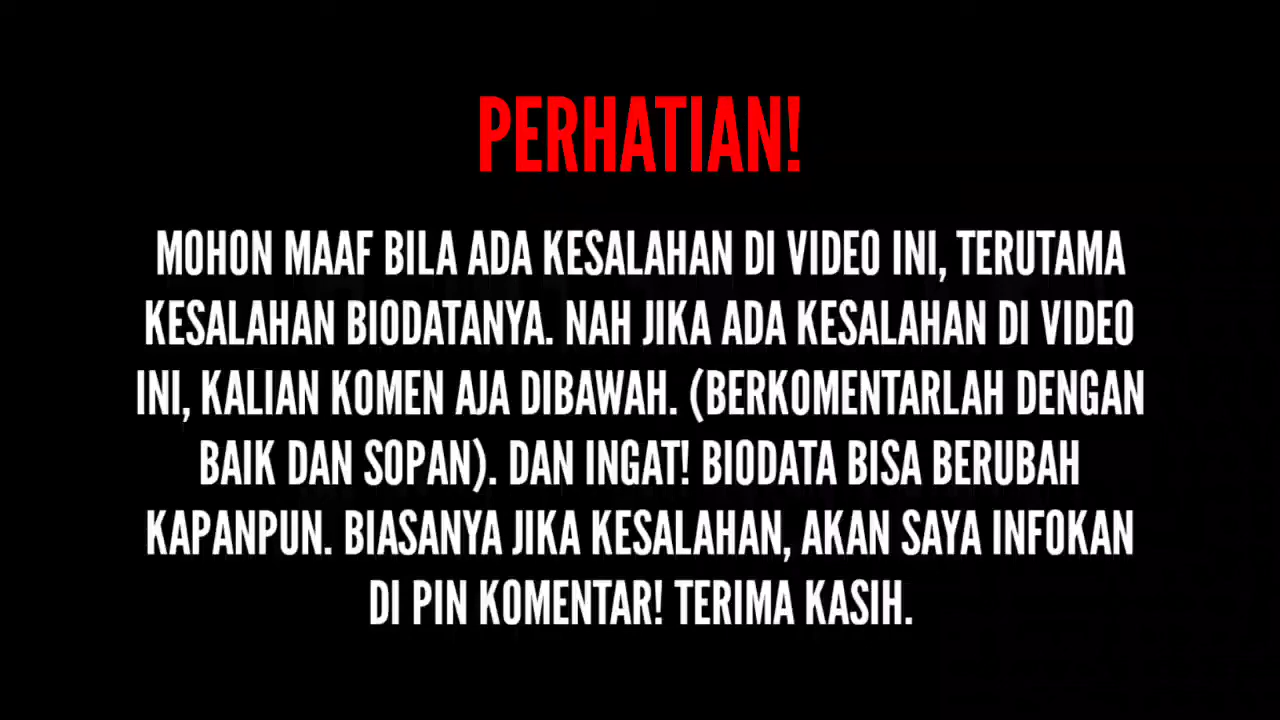 PERHATIAN!
MOHON MAAF BILA ADA KESALAHAN DI VIDEO INI, TERUTAMA
KESALAHAN BIODATANYA. NAH JIKA ADA KESALAHAN DI VIDEO
INI, KALIAN KOMEN AJA DIBAWAH. (BERKOMENTARLAH DENGAN
BAIK DAN SOPAN). DAN INGAT! BIODATA BISA BERUBAH
KAPANPUN. BIASANYA JIKA KESALAHAN, AKAN SAYA INFOKAN
DI PIN KOMENTAR! TERIMA KASIH.